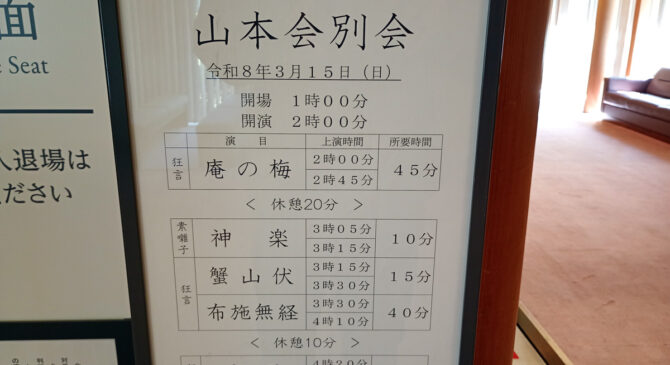 面
Seat
入退場は
ださい
山本会別会
令和８年３月１５日（日）
開場　１時００分
開演　２時００分
演　目　上演時間　所要時間
狂言　庵の梅　２時００分　２時４５分　４５分
＜　休憩20分　＞
素囃子　神　楽　３時０５分　３時１５分　１０分
狂言　蟹山伏　３時１５分　３時３０分　１５分
布施無経　３時３０分　４時１０分　４０分
＜　休憩10分　＞
４時２０分